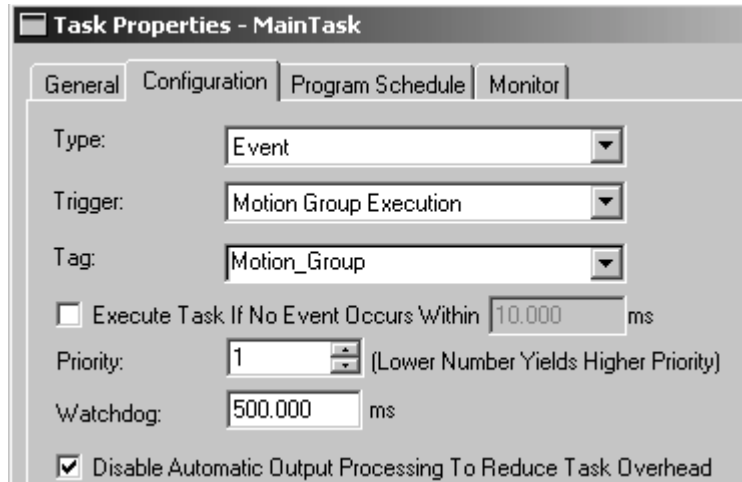 Task Properties - MainTask
General Configuration Program Schedule Monitor
Type: Event
Trigger: Motion Group Execution
Tag: Motion_Group
Execute Task If No Event Occurs Within 10.000 ms
Priority: 1 (Lower Number Yields Higher Priority)
Watchdog: 500.000 ms
Disable Automatic Output Processing To Reduce Task Overhead